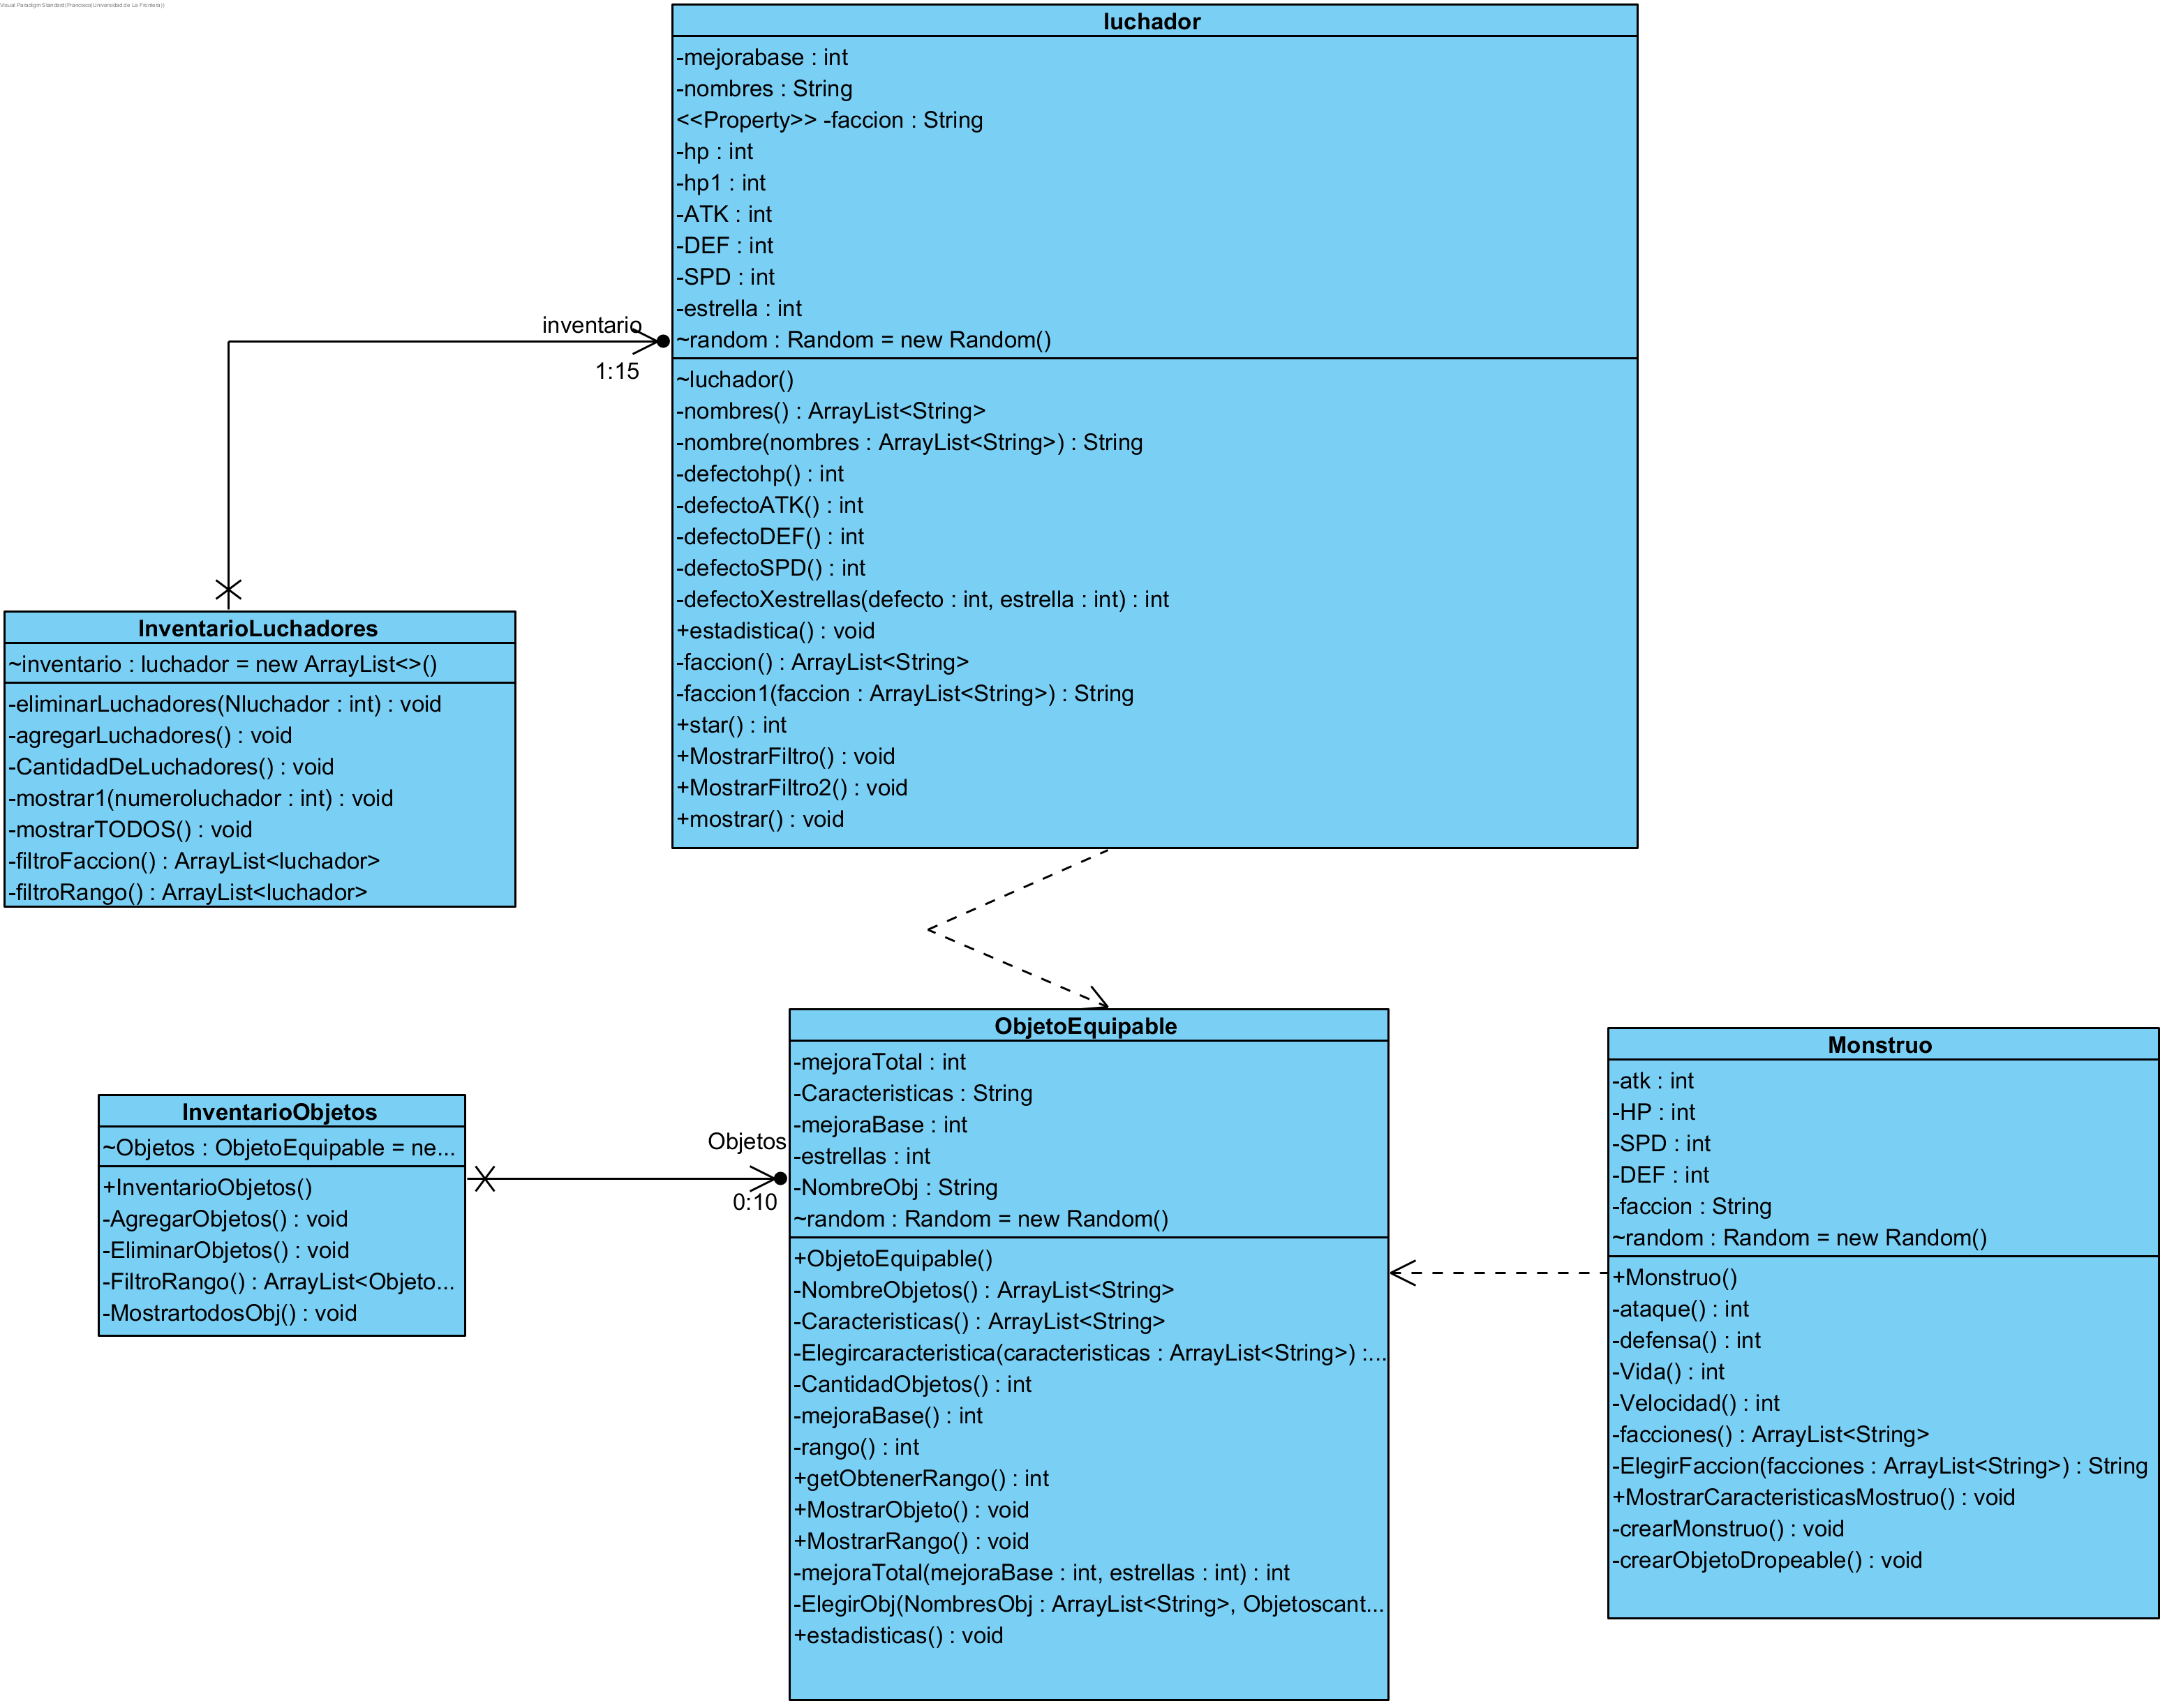 Visual Paradigm Standard(Francisco(Universidad de La Frontera))
luchador
-mejorabase : int
-nombres : String
<<Property>> -faccion : String
-hp : int
-hp1 : int
-ATK : int
-DEF : int
-SPD : int
-estrella : int
~random : Random = new Random()
~luchador()
-nombres() : ArrayList<String>
-nombre(nombres : ArrayList<String>) : String
-defectohp() : int
-defectoATK() : int
-defectoDEF() : int
-defectoSPD() : int
-defectoXestrellas(defecto : int, estrella : int) : int
+estadistica() : void
-faccion() : ArrayList<String>
-faccion1(faccion : ArrayList<String>) : String
+star() : int
+MostrarFiltro() : void
+MostrarFiltro2() : void
+mostrar() : void
inventario
1:15
InventarioLuchadores
~inventario : luchador = new ArrayList<>()
-eliminarLuchadores(Nluchador : int) : void
-agregarLuchadores() : void
-CantidadDeLuchadores() : void
-mostrar1(numeroluchador : int) : void
-mostrarTODOS() : void
-filtroFaccion() : ArrayList<luchador>
-filtroRango() : ArrayList<luchador>
InventarioObjetos
~Objetos : ObjetoEquipable = ne...
+InventarioObjetos()
-AgregarObjetos() : void
-EliminarObjetos() : void
-FiltroRango() : ArrayList<Objeto...
-MostrartodosObj() : void
Objetos
0:10
ObjetoEquipable
-mejoraTotal : int
-Caracteristicas : String
-mejoraBase : int
-estrellas : int
-NombreObj : String
~random : Random = new Random()
+ObjetoEquipable()
-NombreObjetos() : ArrayList<String>
-Caracteristicas() : ArrayList<String>
-Elegircaracteristica(caracteristicas : ArrayList<String>) :...
-CantidadObjetos() : int
-mejoraBase() : int
-rango() : int
+getObtenerRango() : int
+MostrarObjeto() : void
+MostrarRango() : void
-mejoraTotal(mejoraBase : int, estrellas : int) : int
-ElegirObj(NombresObj : ArrayList<String>, Objetoscant...
+estadisticas() : void
Monstruo
-atk : int
-HP : int
-SPD : int
-DEF : int
-faccion : String
~random : Random = new Random()
+Monstruo()
-ataque() : int
-defensa() : int
-Vida() : int
-Velocidad() : int
-facciones() : ArrayList<String>
-ElegirFaccion(facciones : ArrayList<String>) : String
+MostrarCaracteristicasMostruo() : void
-crearMonstruo() : void
-crearObjetoDropeable() : void